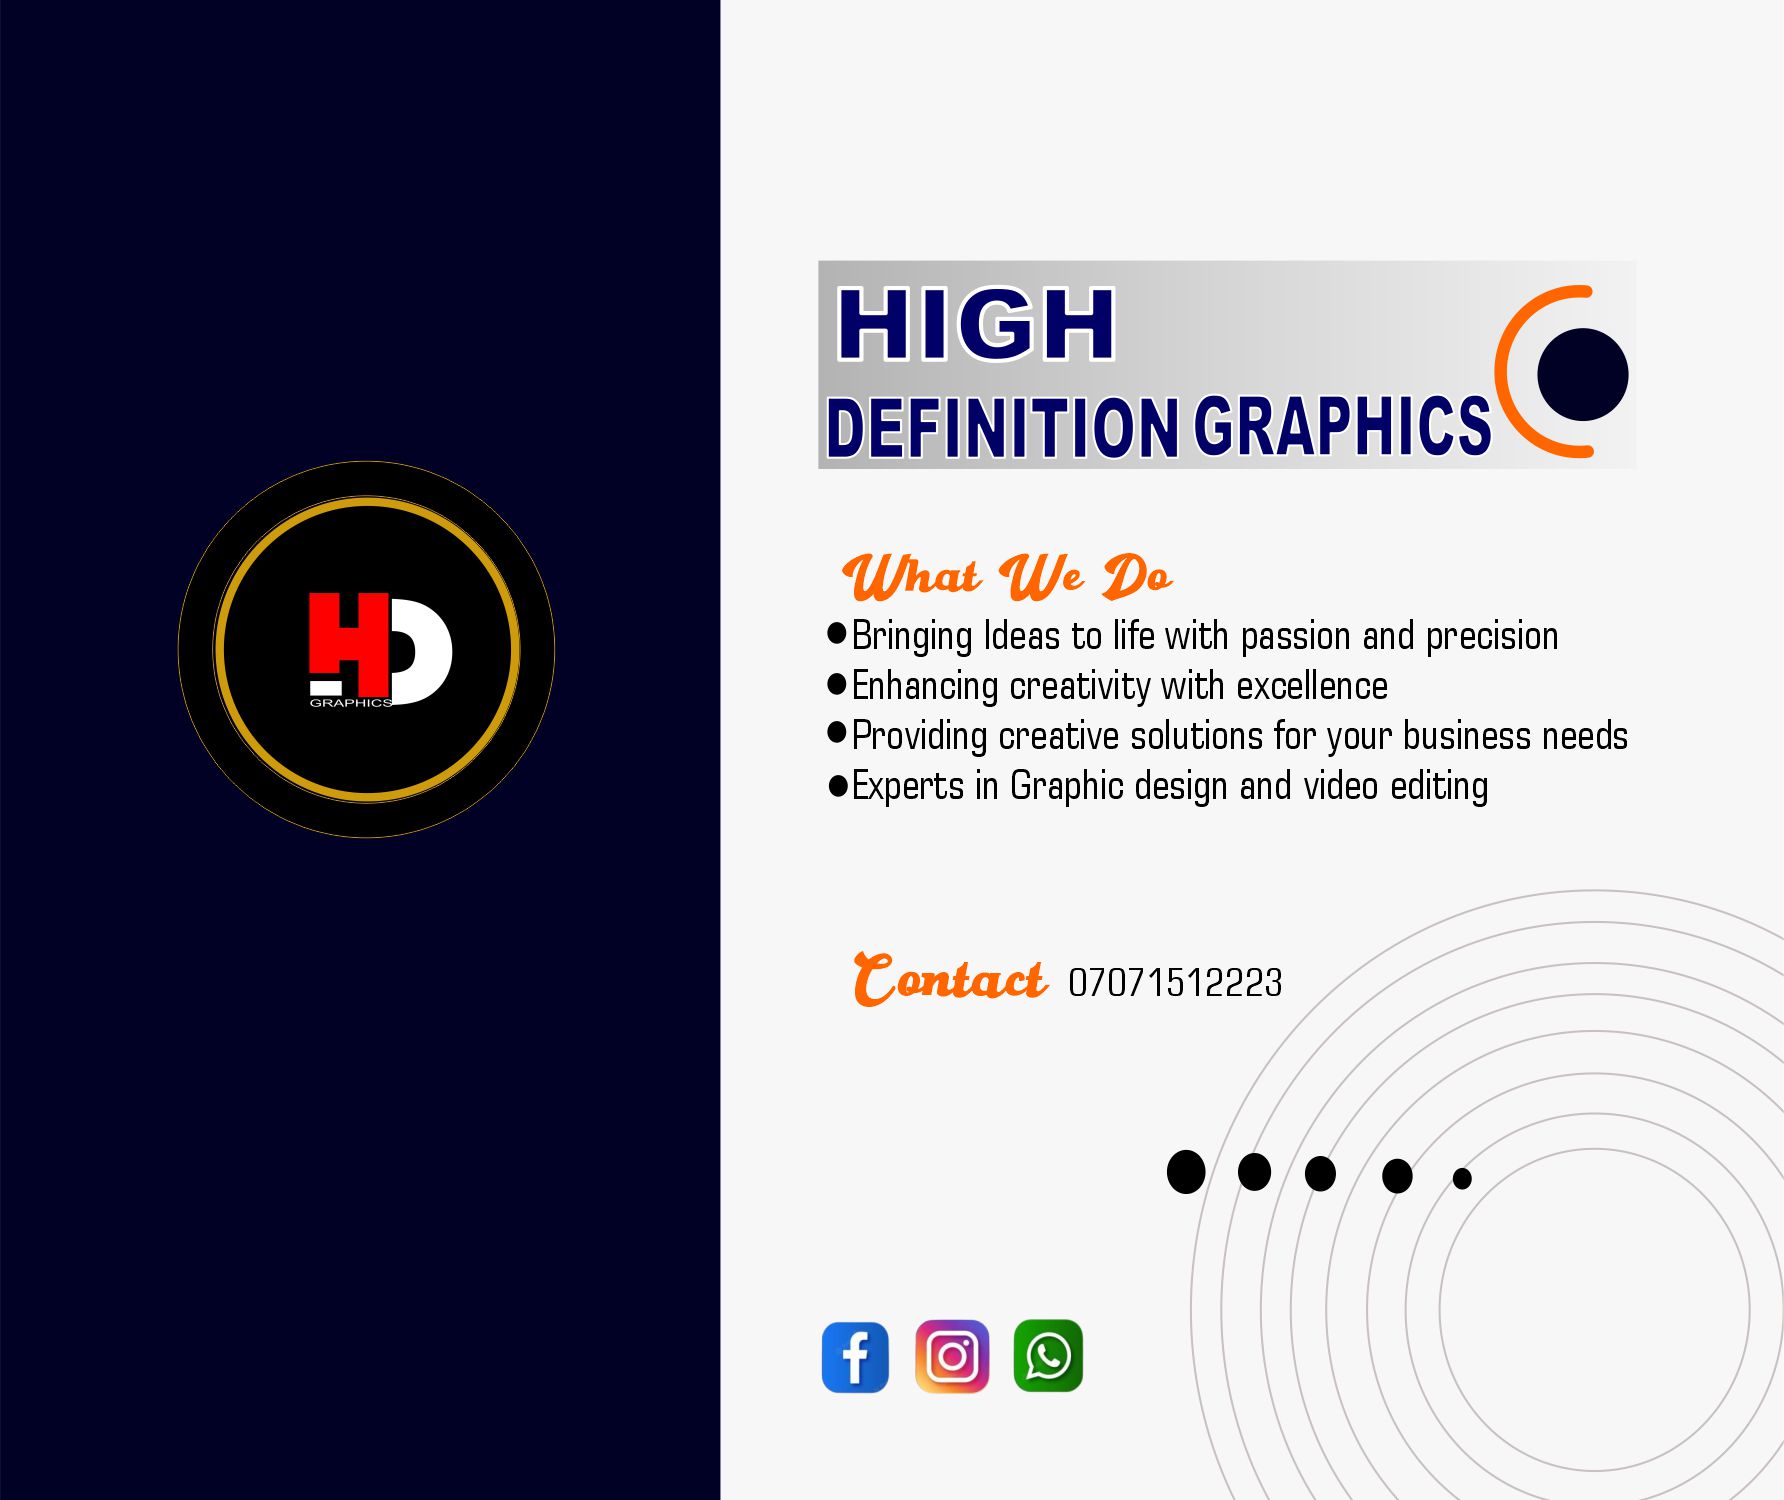 HD
GRAPHICS
HIGH
DEFINITION GRAPHICS
What We Do
●Bringing Ideas to life with passion and precision
●Enhancing creativity with excellence
●Providing creative solutions for your business needs
●Experts in Graphic design and video editing
Contact 07071512223